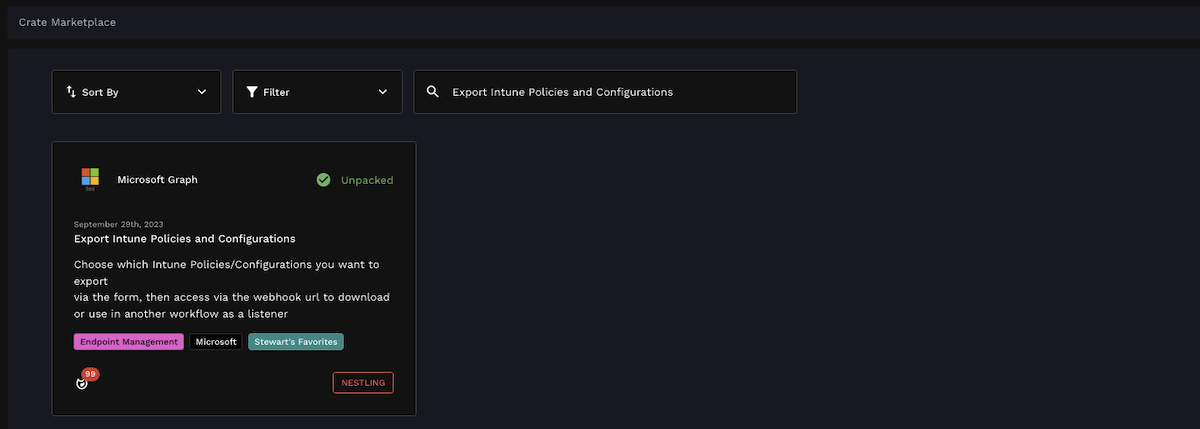 Crate Marketplace
Sort By
Filter
Export Intune Policies and Configurations
Microsoft Graph
Unpacked
365
September 29th, 2023
Export Intune Policies and Configurations
Choose which Intune Policies/Configurations you want to
export
via the form, then access via the webhook url to download
or use in another workflow as a listener
Endpoint Management
Microsoft
Stewart's Favorites
99
NESTLING